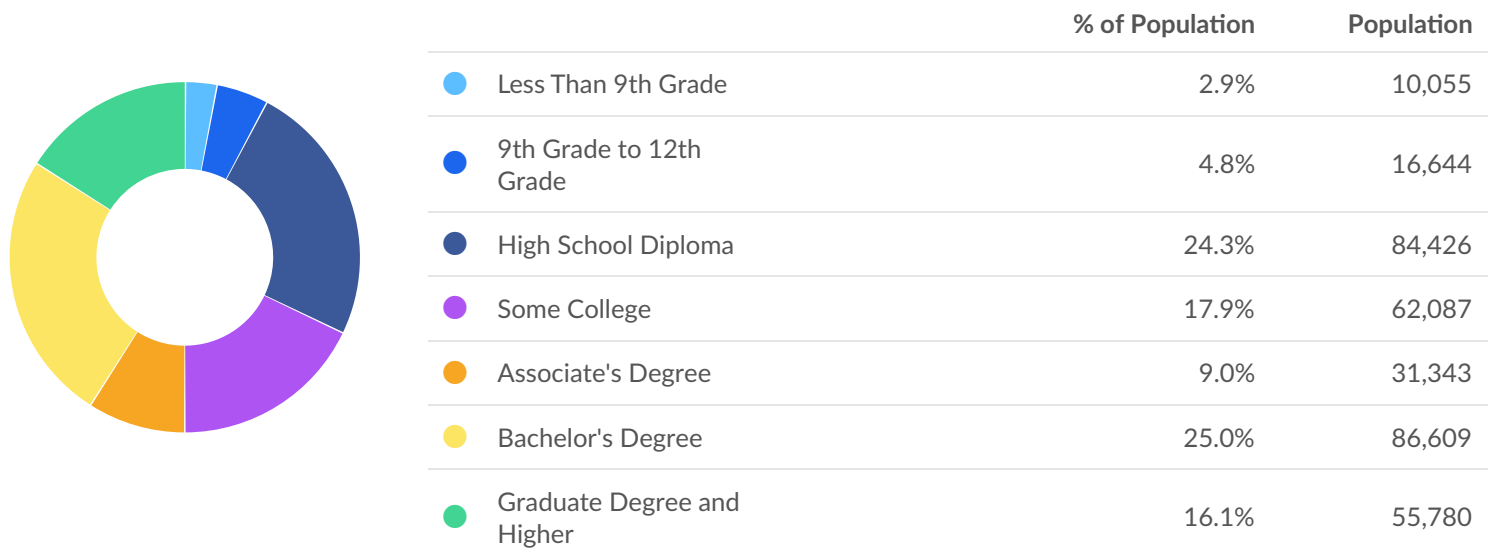 % of Population Population
Less Than 9th Grade 2.9% 10,055
9th Grade to 12th
Grade 4.8% 16,644
High School Diploma 24.3% 84,426
Some College 17.9% 62,087
Associate's Degree 9.0% 31,343
Bachelor's Degree 25.0% 86,609
Graduate Degree and
Higher 16.1% 55,780